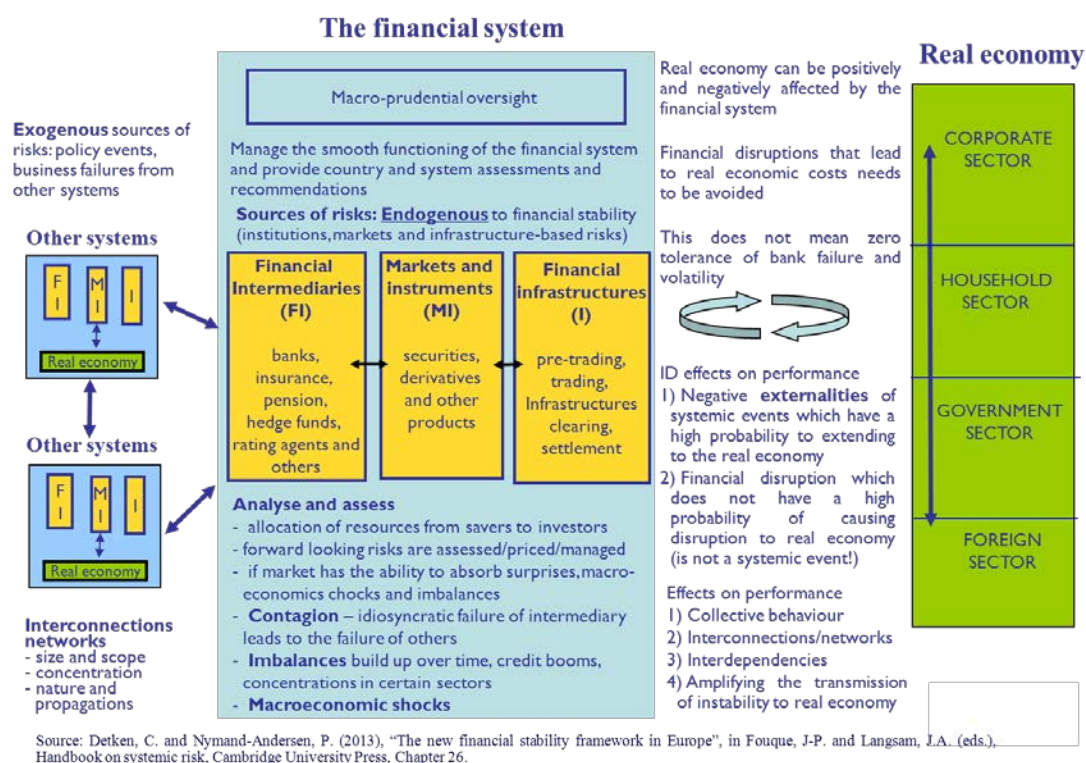 The financial system
Real economy
Macro-prudential oversight
Exogenous sources of
risks: policy events,
business failures from
other systems
Manage the smooth functioning of the financial system
and provide country and system assessments and
recommendations
Sources of risks: Endogenous to financial stability
(institutions, markets and infrastructure-based risks)
Other systems
F
I
M
I
I
Real economy
Other systems
F
I
M
I
I
Real economy
Interconnections
networks
- size and scope
- concentration
- nature and
propagations
Financial
Intermediaries
(FI)
banks,
insurance,
pension,
hedge funds,
rating agents and
others
Markets and
instruments
(MI)
securities,
derivatives
and other
products
Financial
infrastructures
(I)
pre-trading,
trading,
Infrastructures
clearing,
settlement
Analyse and assess
- allocation of resources from savers to investors
- forward looking risks are assessed/priced/managed
- if market has the ability to absorb surprises, macro-
economics chocks and imbalances
- Contagion – idiosyncratic failure of intermediary
leads to the failure of others
- Imbalances build up over time, credit booms,
concentrations in certain sectors
- Macroeconomic shocks
Real economy can be positively
and negatively affected by the
financial system
Financial disruptions that lead
to real economic costs needs
to be avoided
This does not mean zero
tolerance of bank failure and
volatility
ID effects on performance
1) Negative externalities of
systemic events which have a
high probability to extending
to the real economy
2) Financial disruption which
does not have a high
probability of causing
disruption to real economy
(is not a systemic event!)
Effects on performance
1) Collective behaviour
2) Interconnections/networks
3) Interdependencies
4) Amplifying the transmission
of instability to real economy
CORPORATE
SECTOR
HOUSEHOLD
SECTOR
GOVERNMENT
SECTOR
FOREIGN
SECTOR
Source: Detken, C. and Nymand-Andersen, P. (2013), “The new financial stability framework in Europe”, in Fouque, J-P. and Langsam, J.A. (eds.),
Handbook on systemic risk, Cambridge University Press, Chapter 26.